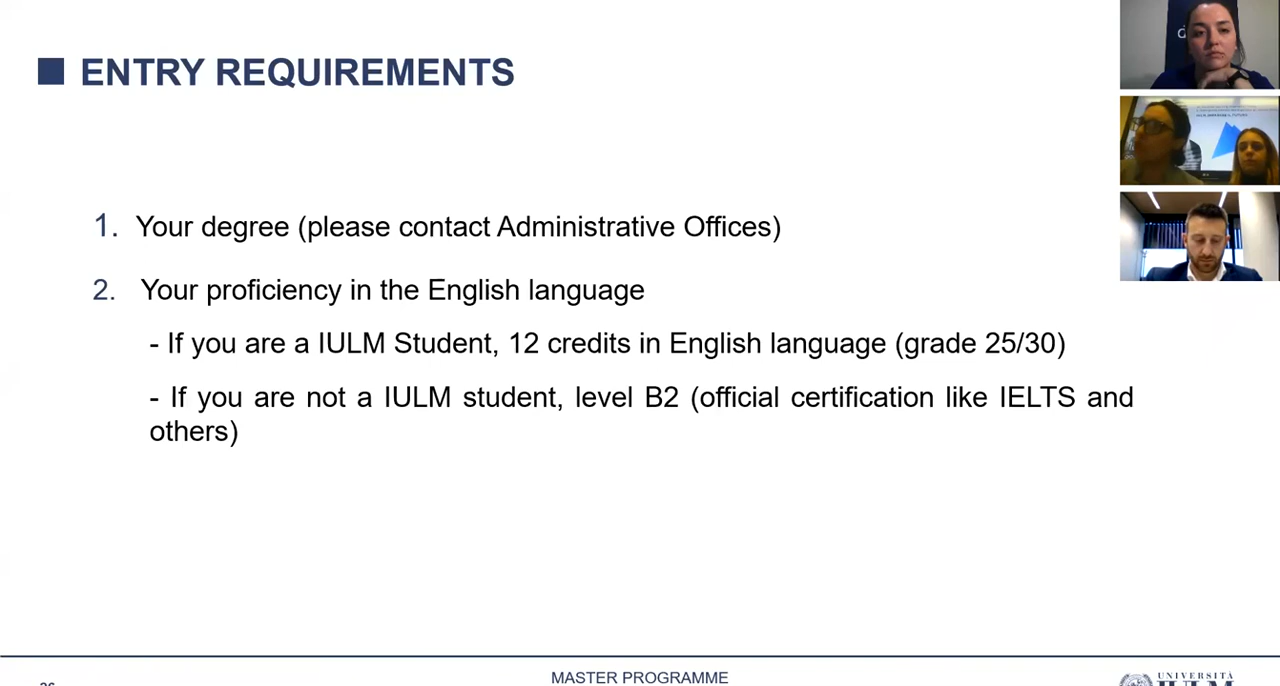 ENTRY REQUIREMENTS
1. Your degree (please contact Administrative Offices)
2. Your proficiency in the English language
- If you are a IULM Student, 12 credits in English language (grade 25/30)
- If you are not a IULM student, level B2 (official certification like IELTS and
others)
MASTER PROGRAMME
UNIVERSITÀ
IULM